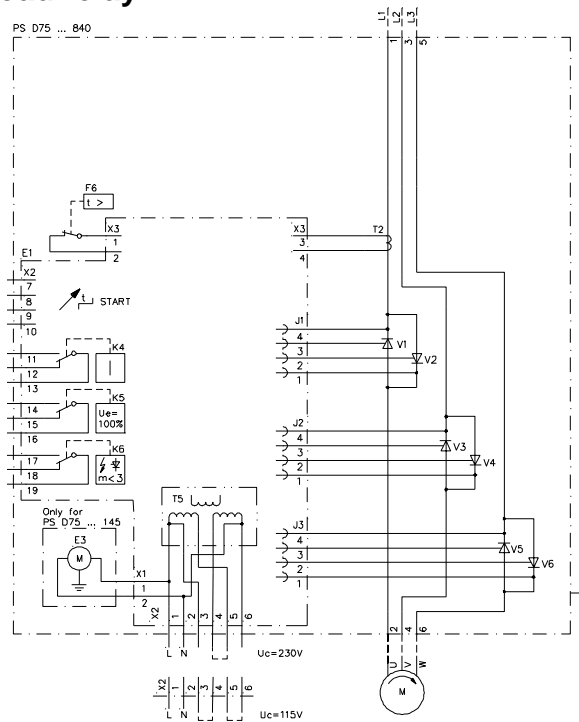 L1 L2 L3
PS D75 ... 840
1 2 3 5
F6
t >
X3
1
2
X3
3
4
T2
E1
X2
7
8
9
10
t
START
J1
4
3
2
1
V1
V2
11
12
13
K4
14
15
16
K5
Ue=
100%
17
18
19
K6
m<3
J2
4
3
2
1
V3
V4
T5
Only for
PS D75 ... 145
E3
M
X1
1
2
J3
4
3
2
1
V5
V6
X2
1 2 3 4 5 6
L N
Uc=230V
X2
1 2 3 4 5 6
L N
Uc=115V
2 4 6
U V W
M